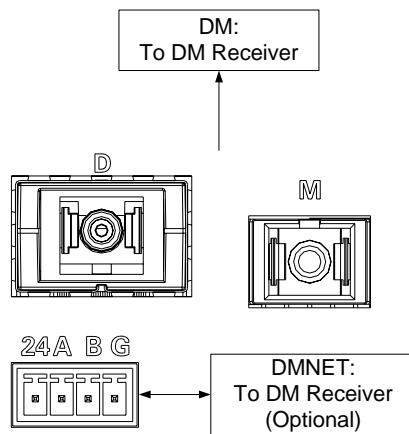 DM:
To DM Receiver
D
M
24 A B G
DMNET:
To DM Receiver
(Optional)